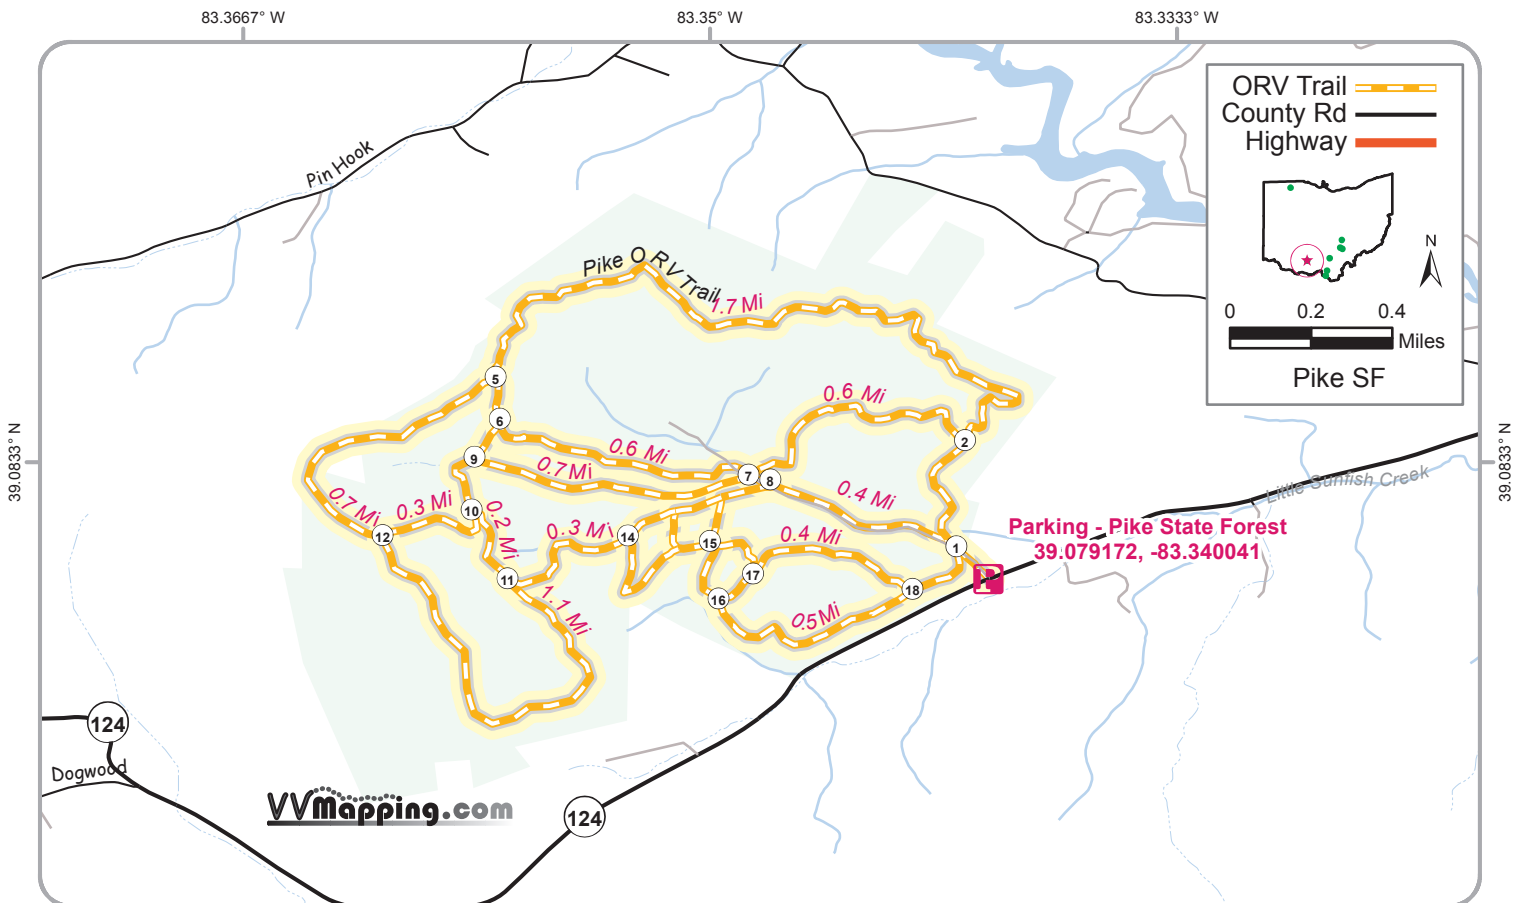 83.3667° W
83.35° W
83.3333° W
ORV Trail
County Rd
Highway
N
0
0.2
0.4
Miles
Pike SF
Pin Hook
Pike ORV Trail
1.7 Mi
5
0.6 Mi
6
2
39.0833° N
39.0833° N
9
0.6 Mi
0.7 Mi
7
8
0.4 Mi
Little Sunfish Creek
0.7 Mi
0.3 Mi
10
0.2 Mi
12
0.3 Mi
14
15
0.4 Mi
1
Parking - Pike State Forest
39.079172, -83.340041
P
11
17
18
16
1.1 Mi
0.5 Mi
124
Dogwood
VVMapping.com
124